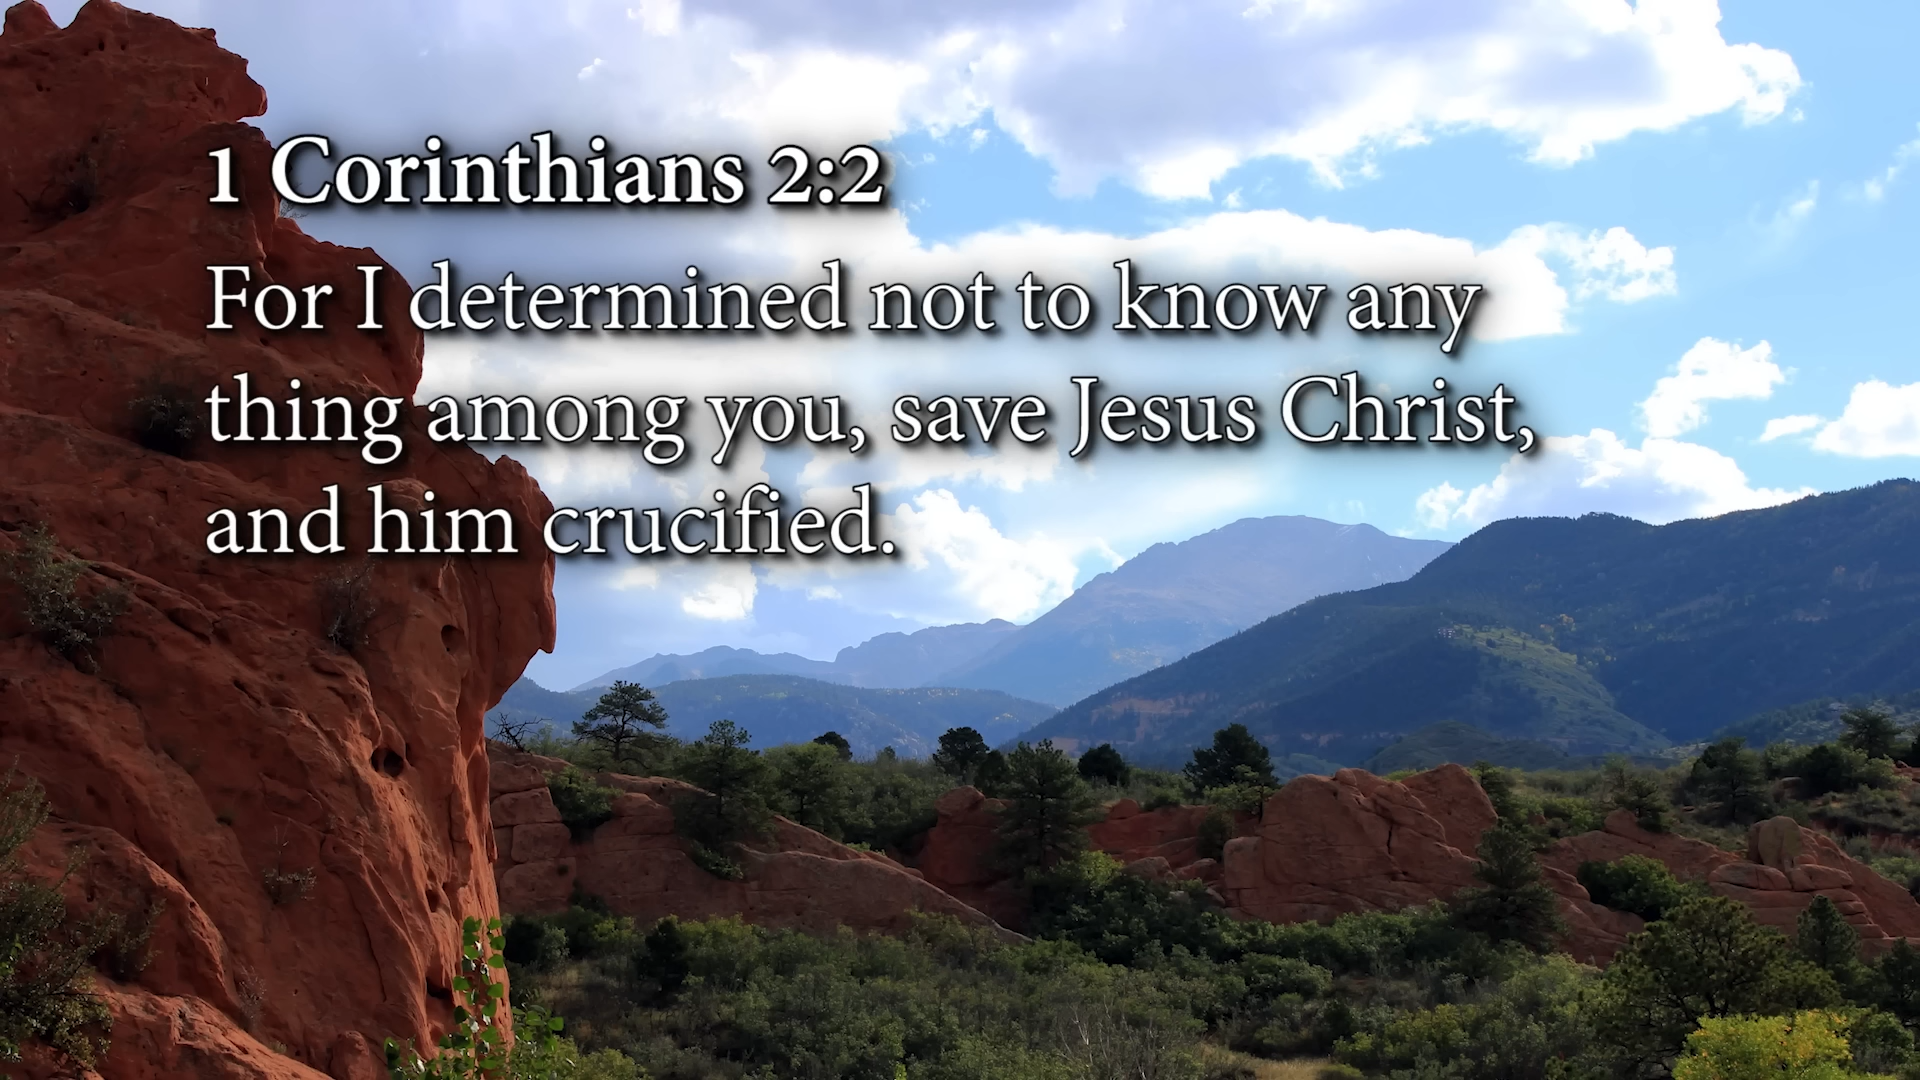 1 Corinthians 2:2
For I determined not to know any
thing among you, save Jesus Christ,
and him crucified.